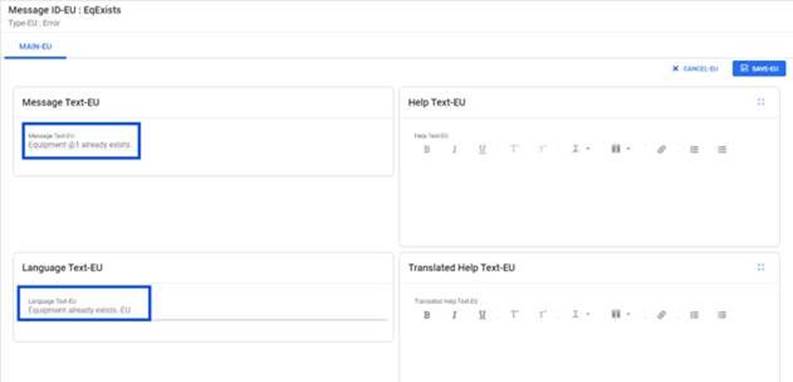 Message ID-EU : EqExists
Type-EU : Error
MAIN-EU
× CANCEL-EU SAVE-EU
Message Text-EU
Message Text-EU
Equipment @1 already exists.
Help Text-EU
Help Text-EU
B I U T T Σ
Language Text-EU
Language Text-EU
Equipment already exists. EU
Translated Help Text-EU
Translated Help Text-EU
B I U T T Σ